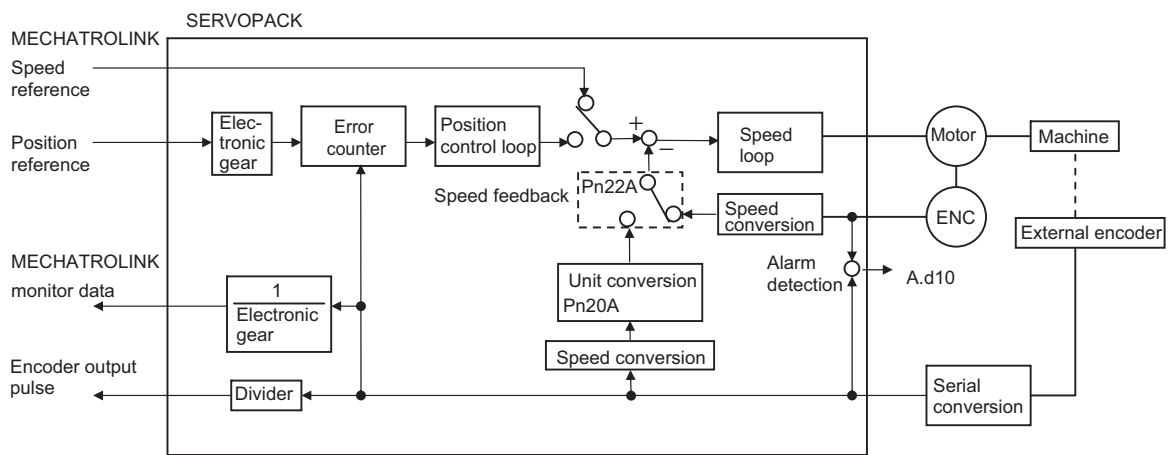 SERVOPACK
MECHATROLINK
Speed
reference
Position
reference
Elec-
tronic
gear
Error
counter
Position
control loop
+
−
Speed
loop
Motor
Machine
Speed feedback
Pn22A
Speed
conversion
ENC
External encoder
MECHATROLINK
monitor data
1
Electronic
gear
Unit conversion
Pn20A
Alarm
detection
A.d10
Speed conversion
Encoder output
pulse
Divider
Serial
conversion